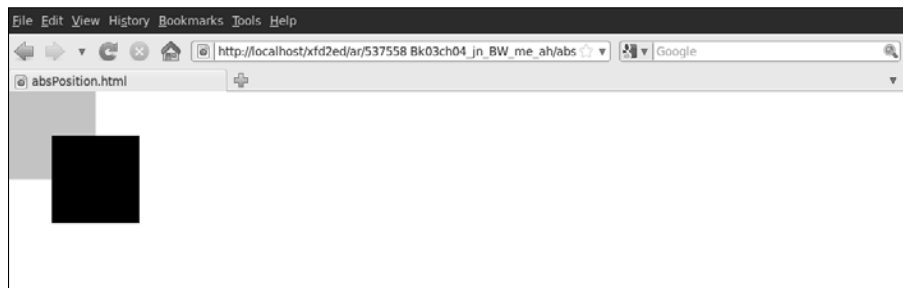 File Edit View History Bookmarks Tools Help
http://localhost/xfd2ed/ar/537558 Bk03ch04_jn_BW_me_ah/abs
Google
absPosition.html